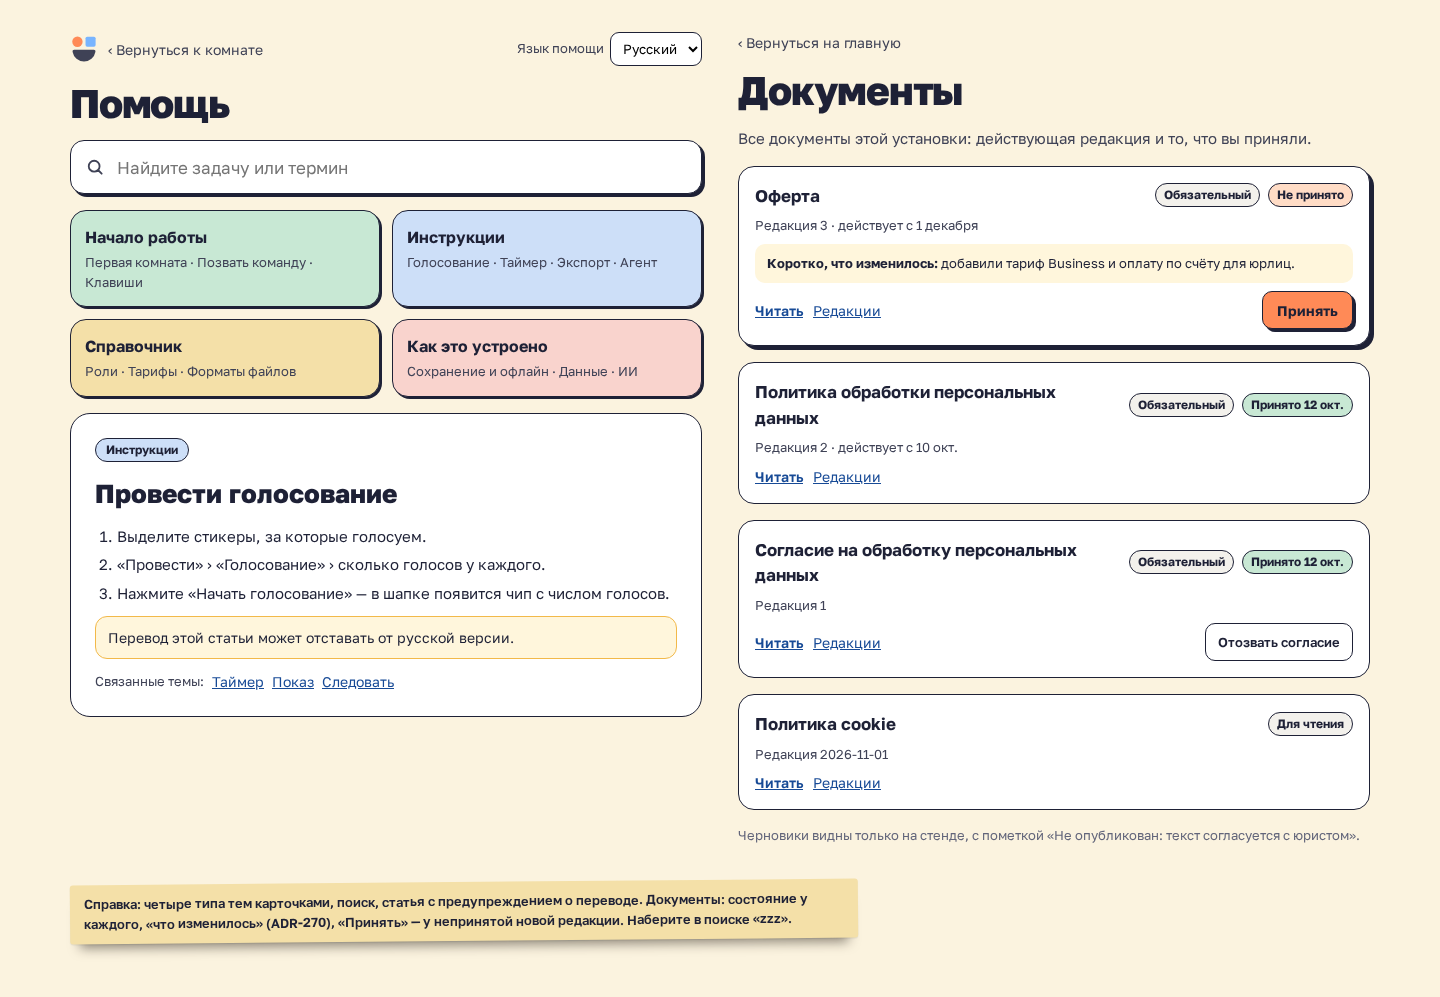 ‹ Вернуться к комнате
Язык помощи
Русский
Помощь
Найдите задачу или термин
Начало работы
Первая комната · Позвать команду ·
Клавиши
Инструкции
Голосование · Таймер · Экспорт · Агент
Справочник
Роли · Тарифы · Форматы файлов
Как это устроено
Сохранение и офлайн · Данные · ИИ
Инструкции
Провести голосование
1. Выделите стикеры, за которые голосуем.
2. «Провести» › «Голосование» › сколько голосов у каждого.
3. Нажмите «Начать голосование» — в шапке появится чип с числом голосов.
Перевод этой статьи может отставать от русской версии.
Связанные темы: Таймер Показ Следовать
‹ Вернуться на главную
Документы
Все документы этой установки: действующая редакция и то, что вы приняли.
Оферта
Обязательный
Не принято
Редакция 3 · действует с 1 декабря
Коротко, что изменилось: добавили тариф Business и оплату по счёту для юрлиц.
Читать Редакции
Принять
Политика обработки персональных
данных
Обязательный
Принято 12 окт.
Редакция 2 · действует с 10 окт.
Читать Редакции
Согласие на обработку персональных
данных
Обязательный
Принято 12 окт.
Редакция 1
Читать Редакции
Отозвать согласие
Политика cookie
Для чтения
Редакция 2026-11-01
Читать Редакции
Черновики видны только на стенде, с пометкой «Не опубликован: текст согласуется с юристом».
Справка: четыре типа тем карточками, поиск, статья с предупреждением о переводе. Документы: состояние у
каждого, «что изменилось» (ADR-270), «Принять» — у непринятой новой редакции. Наберите в поиске «zzz».